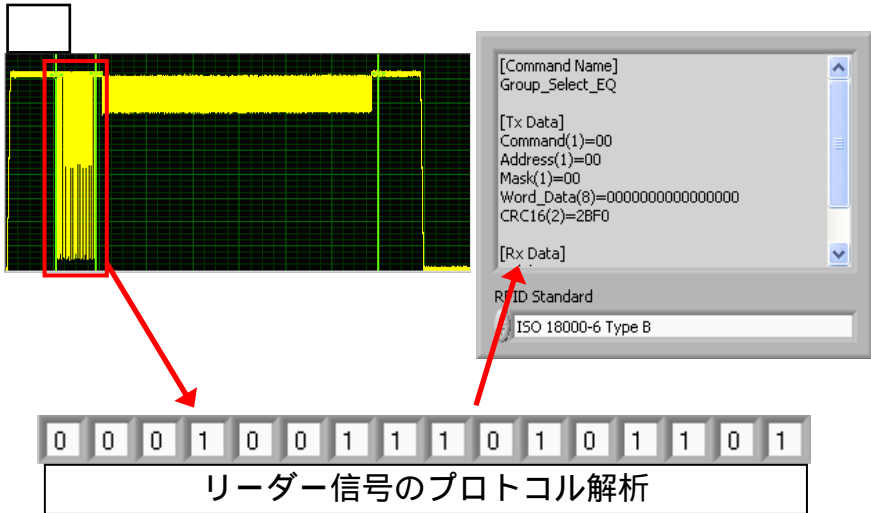 [Command Name]
Group_Select_EQ
[Tx Data]
Command(1)=00
Address(1)=00
Mask(1)=00
Word_Data(8)=0000000000000000
CRC16(2)=2BF0
[Rx Data]
RFID Standard
ISO 18000-6 Type B
0 0 0 1 0 0 1 1 1 0 1 0 1 1 0 1
リーダー信号のプロトコル解析